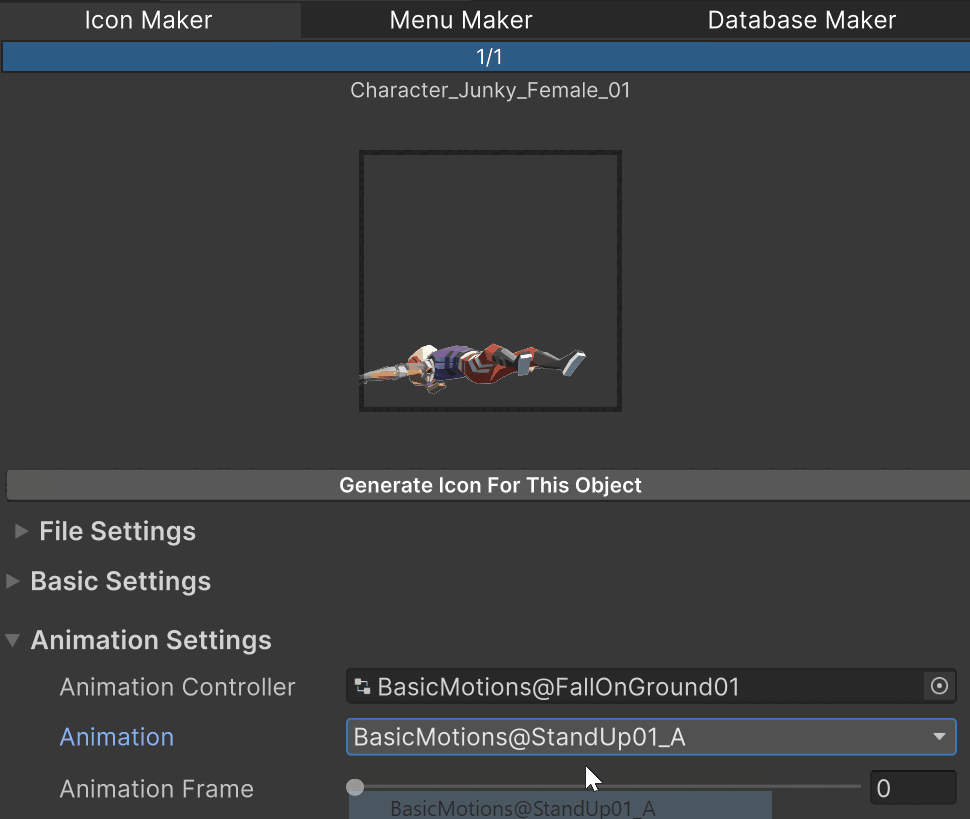 Icon Maker
Menu Maker
Database Maker
1/1
Character_Junky_Female_01
Generate Icon For This Object
File Settings
Basic Settings
Animation Settings
Animation Controller
BasicMotions@FallOnGround01
Animation
BasicMotions@StandUp01_A
Animation Frame
0
BasicMotions@StandUp01_A